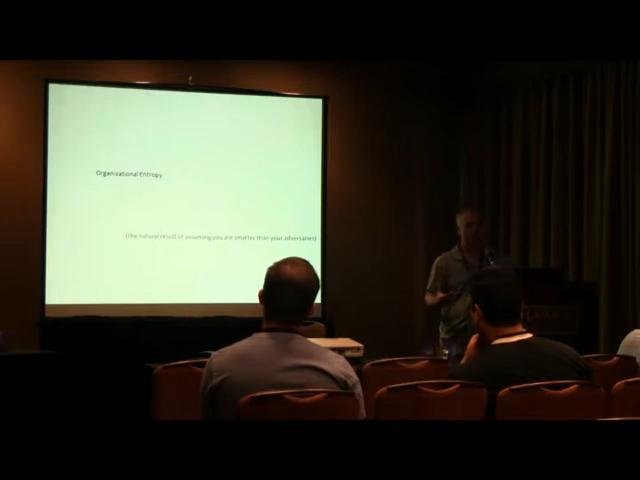 Organizational Entropy
(the natural result of assuming you are smarter than your adversaries)